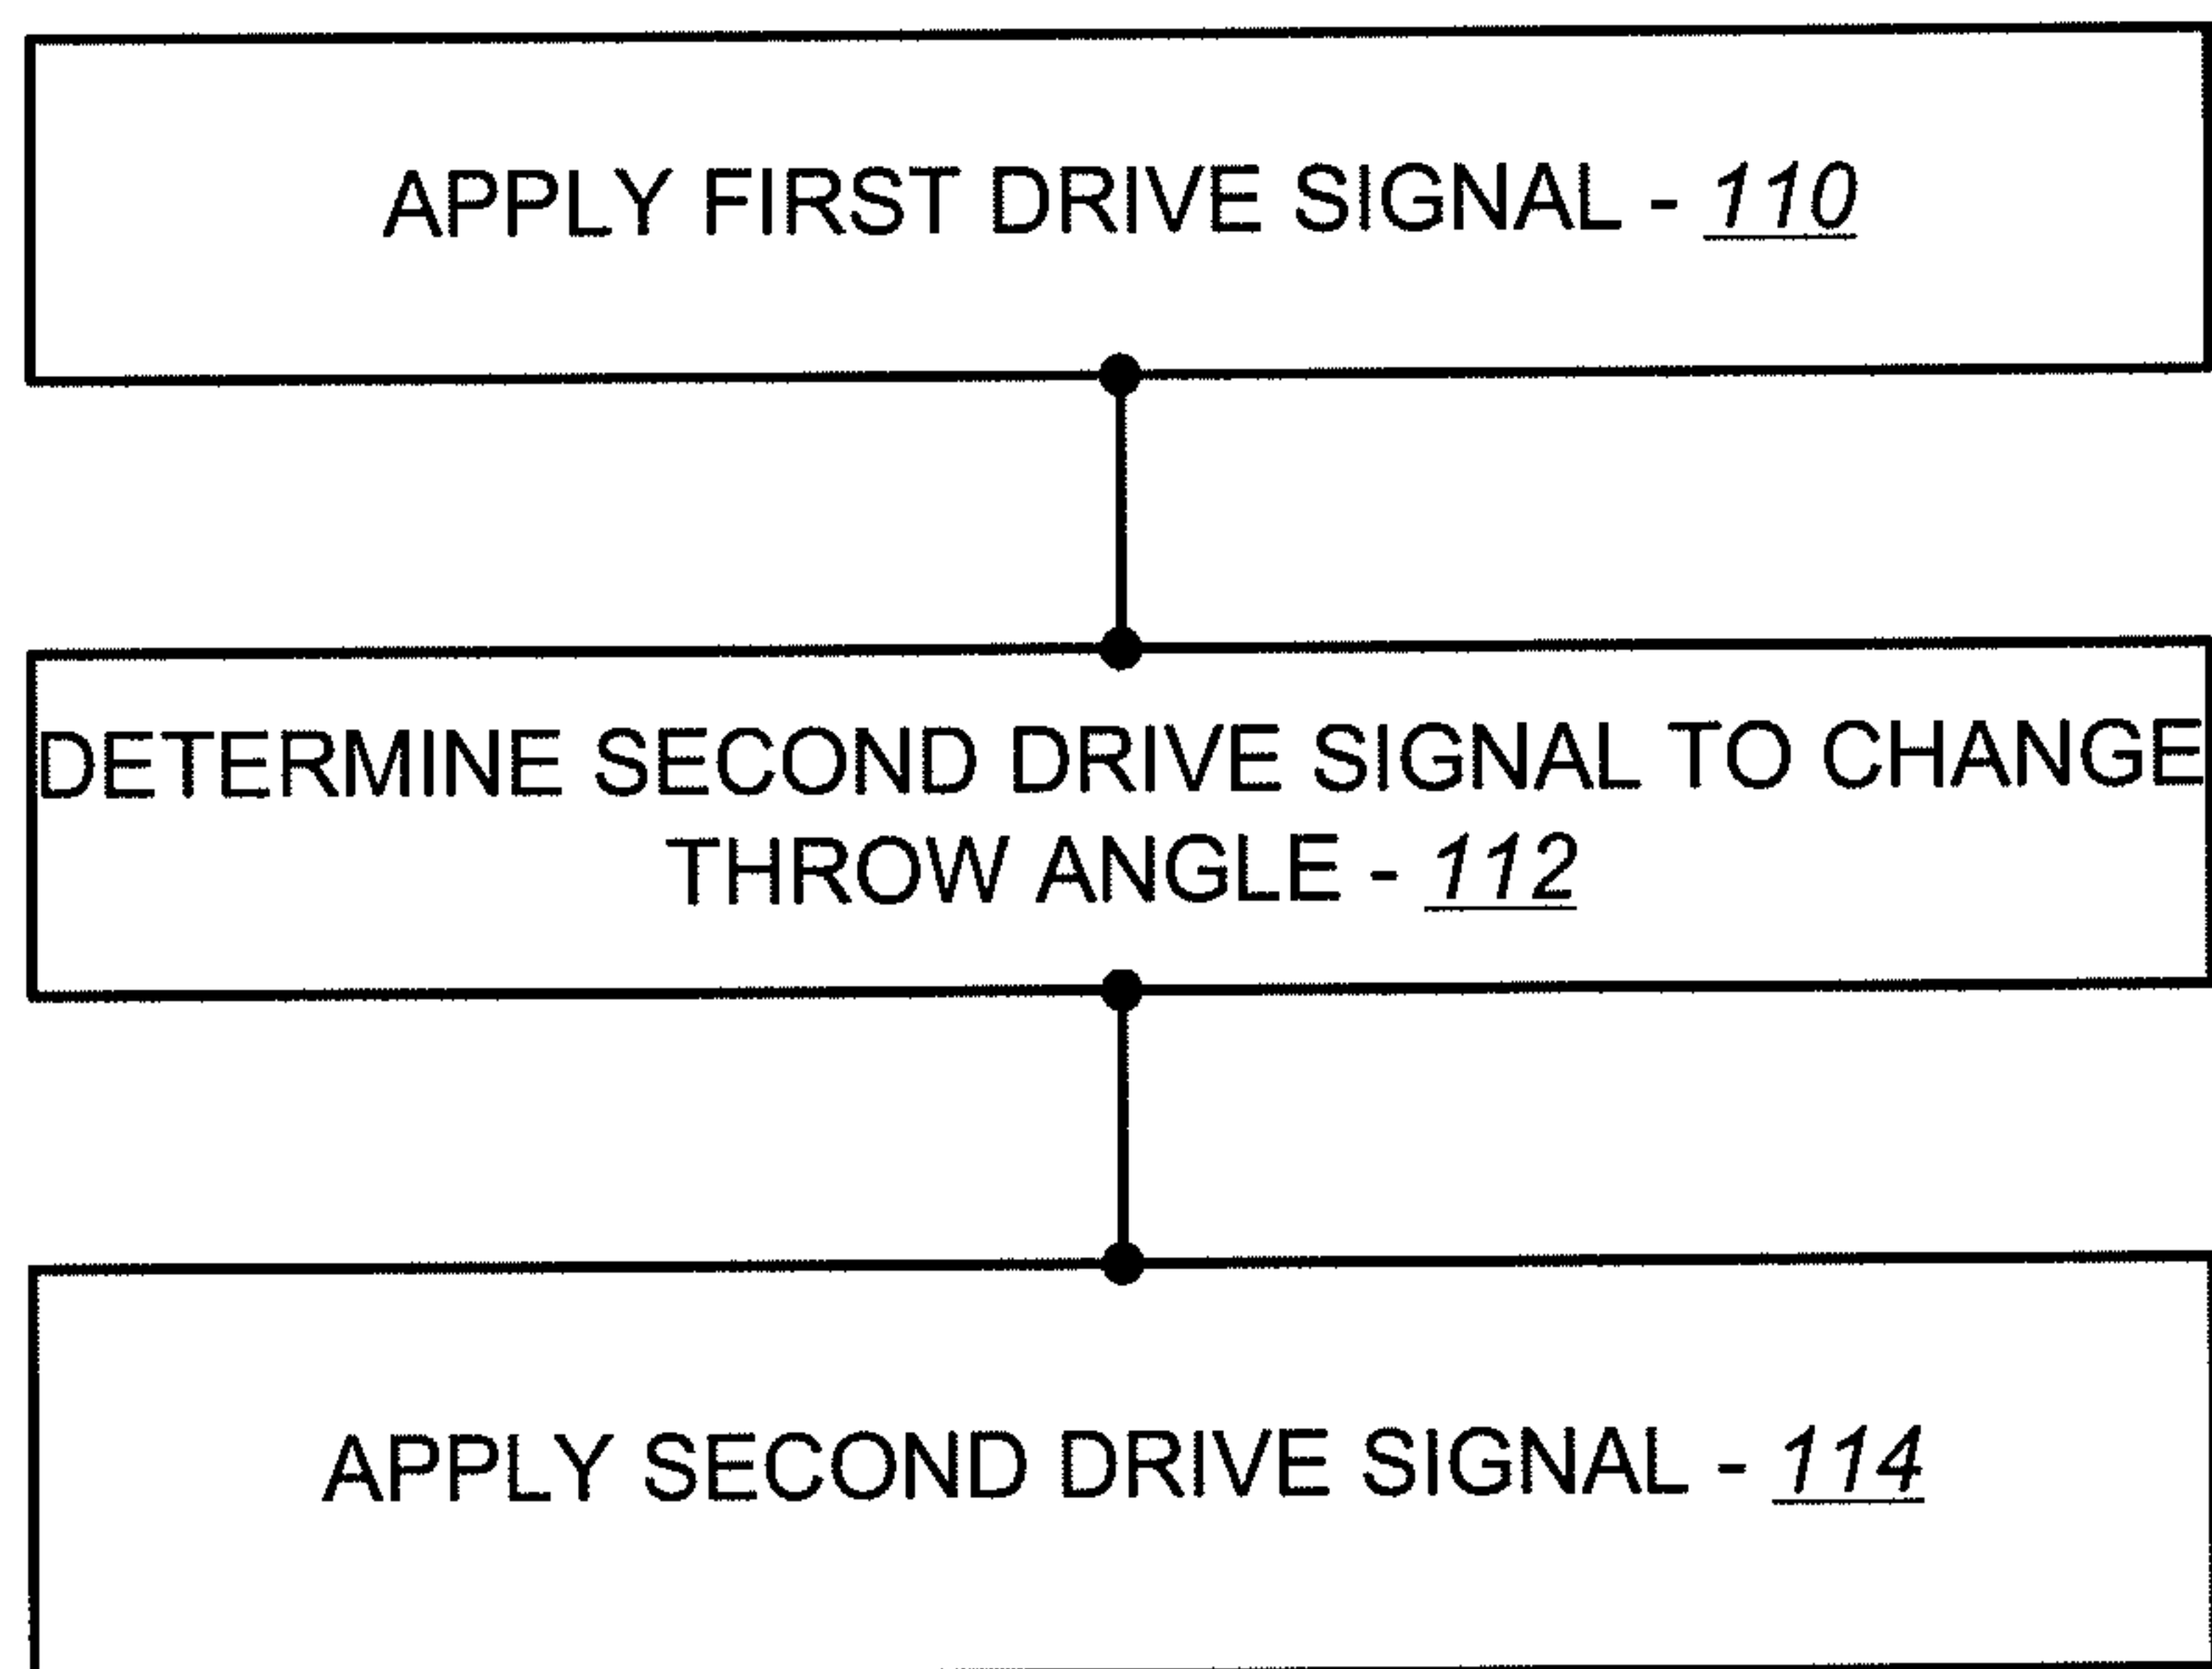 APPLY FIRST DRIVE SIGNAL - 110
DETERMINE SECOND DRIVE SIGNAL TO CHANGE
THROW ANGLE - 112
APPLY SECOND DRIVE SIGNAL - 114